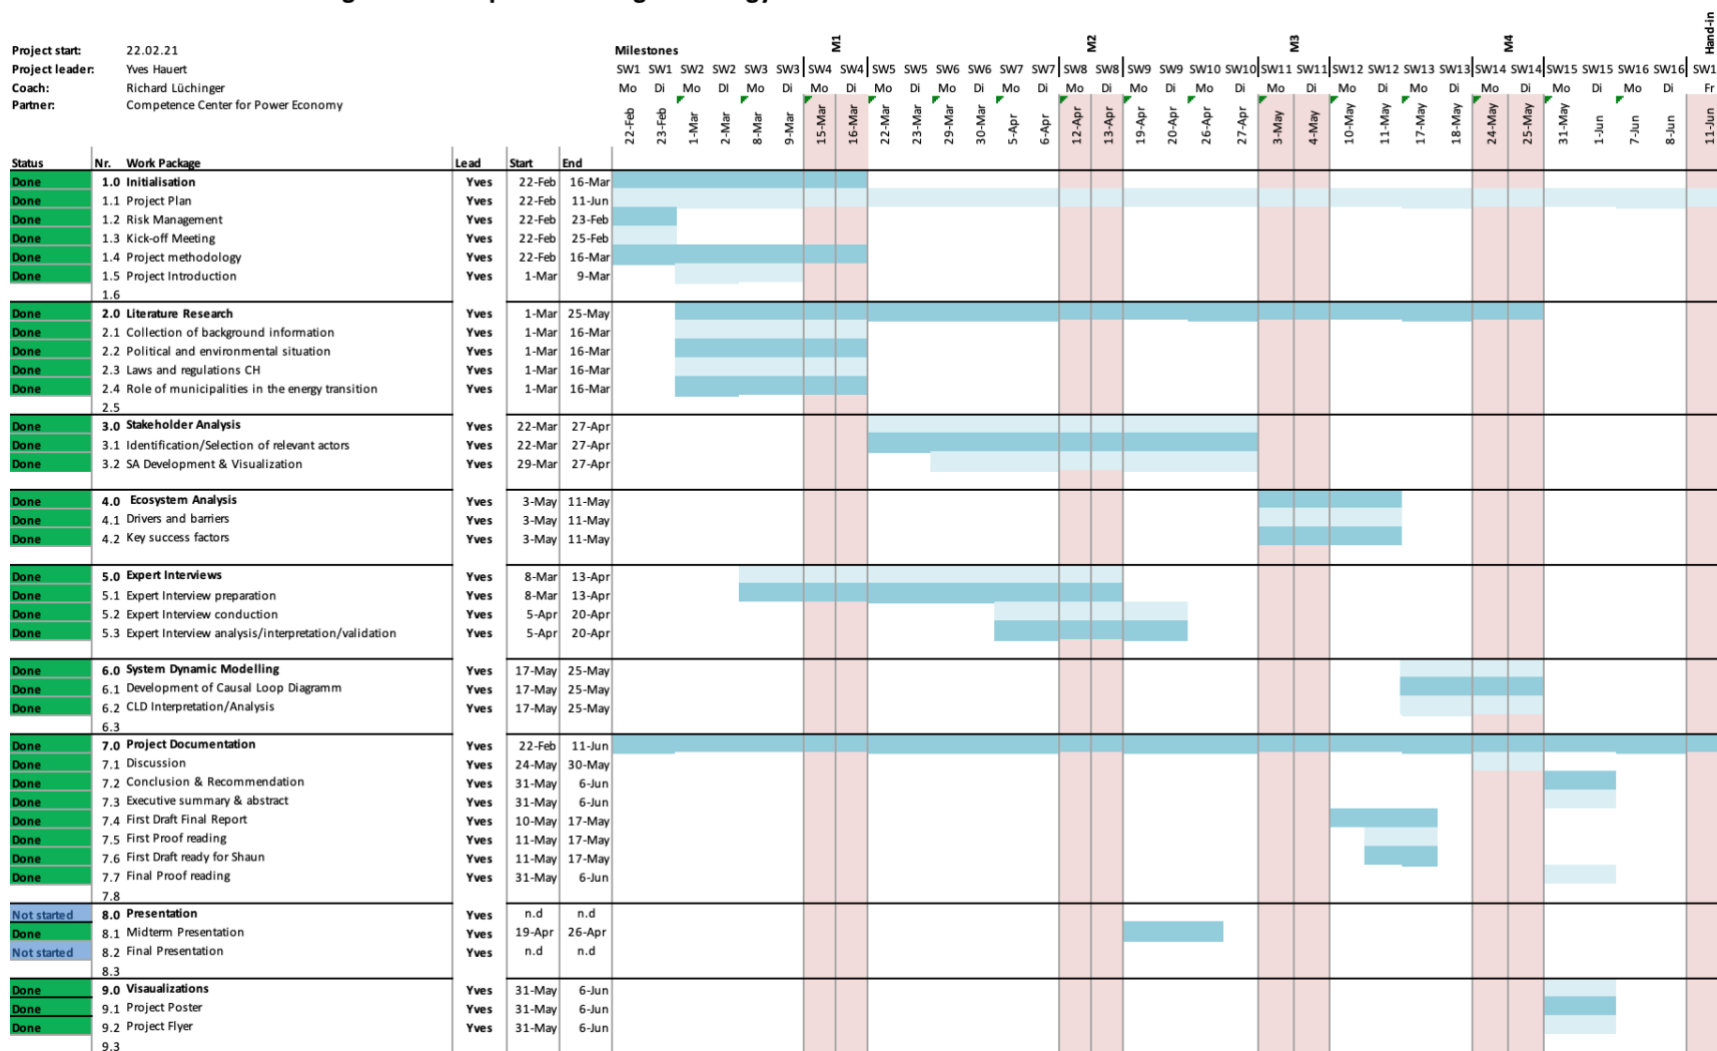 Project start: 22.02.21 Milestones M1 M2 M3 M4 Hand-in
Project leader: Yves Hauert SW1 SW1 SW2 SW2 SW3 SW3 SW4 SW4 SW5 SW5 SW6 SW6 SW7 SW7 SW8 SW8 SW9 SW9 SW10 SW10 SW11 SW11 SW12 SW12 SW13 SW13 SW14 SW14 SW15 SW15 SW16 SW16 SW1
Coach: Richard Lüchinger Mo Di Mo DI Mo Di Mo Di Mo Di Mo Di Mo Di Mo Di Mo Di Mo Di Mo Di Mo Di Mo Di Mo Di Mo Di Mo Di Fr
Partner: Competence Center for Power Economy
22-Feb 23-Feb 1-Mar 2-Mar 8-Mar 9-Mar 15-Mar 16-Mar 22-Mar 23-Mar 29-Mar 30-Mar 5-Apr 6-Apr 12-Apr 13-Apr 19-Apr 20-Apr 26-Apr 27-Apr 3-May 4-May 10-May 11-May 17-May 18-May 24-May 25-May 31-May 1-Jun 7-Jun 8-Jun 11-Jun
Status Nr. Work Package Lead Start End
Done 1.0 Initialisation Yves 22-Feb 16-Mar
Done 1.1 Project Plan Yves 22-Feb 11-Jun
Done 1.2 Risk Management Yves 22-Feb 23-Feb
Done 1.3 Kick-off Meeting Yves 22-Feb 25-Feb
Done 1.4 Project methodology Yves 22-Feb 16-Mar
Done 1.5 Project Introduction Yves 1-Mar 9-Mar
1.6
Done 2.0 Literature Research Yves 1-Mar 25-May
Done 2.1 Collection of background information Yves 1-Mar 16-Mar
Done 2.2 Political and environmental situation Yves 1-Mar 16-Mar
Done 2.3 Laws and regulations CH Yves 1-Mar 16-Mar
Done 2.4 Role of municipalities in the energy transition Yves 1-Mar 16-Mar
2.5
Done 3.0 Stakeholder Analysis Yves 22-Mar 27-Apr
Done 3.1 Identification/Selection of relevant actors Yves 22-Mar 27-Apr
Done 3.2 SA Development & Visualization Yves 29-Mar 27-Apr
Done 4.0 Ecosystem Analysis Yves 3-May 11-May
Done 4.1 Drivers and barriers Yves 3-May 11-May
Done 4.2 Key success factors Yves 3-May 11-May
Done 5.0 Expert Interviews Yves 8-Mar 13-Apr
Done 5.1 Expert Interview preparation Yves 8-Mar 13-Apr
Done 5.2 Expert Interview conduction Yves 5-Apr 20-Apr
Done 5.3 Expert Interview analysis/interpretation/validation Yves 5-Apr 20-Apr
Done 6.0 System Dynamic Modelling Yves 17-May 25-May
Done 6.1 Development of Causal Loop Diagramm Yves 17-May 25-May
Done 6.2 CLD Interpretation/Analysis Yves 17-May 25-May
6.3
Done 7.0 Project Documentation Yves 22-Feb 11-Jun
Done 7.1 Discussion Yves 24-May 30-May
Done 7.2 Conclusion & Recommendation Yves 31-May 6-Jun
Done 7.3 Executive summary & abstract Yves 31-May 6-Jun
Done 7.4 First Draft Final Report Yves 10-May 17-May
Done 7.5 First Proof reading Yves 11-May 17-May
Done 7.6 First Draft ready for Shaun Yves 11-May 17-May
Done 7.7 Final Proof reading Yves 31-May 6-Jun
7.8
Not started 8.0 Presentation Yves n.d n.d
Done 8.1 Midterm Presentation Yves 19-Apr 26-Apr
Not started 8.2 Final Presentation Yves n.d n.d
8.3
Done 9.0 Visaualizations Yves 31-May 6-Jun
Done 9.1 Project Poster Yves 31-May 6-Jun
Done 9.2 Project Flyer Yves 31-May 6-Jun
9.3